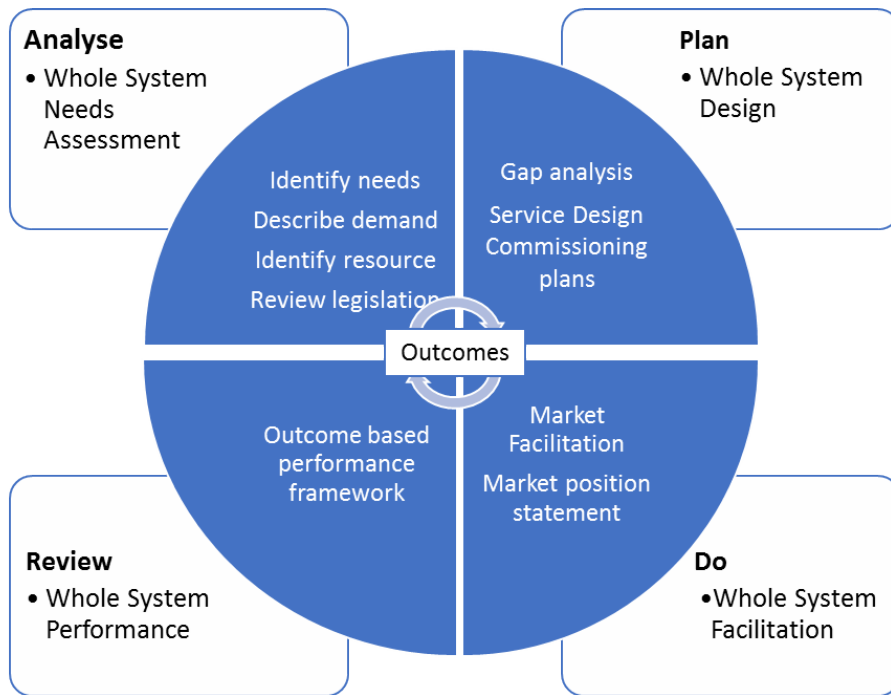 Analyse
• Whole System
Needs
Assessment
Plan
• Whole System
Design
Identify needs
Describe demand
Identify resource
Review legislation
Gap analysis
Service Design
Commissioning
plans
Outcomes
Outcome based
performance
framework
Market
Facilitation
Market position
statement
Review
• Whole System
Performance
Do
•Whole System
Facilitation